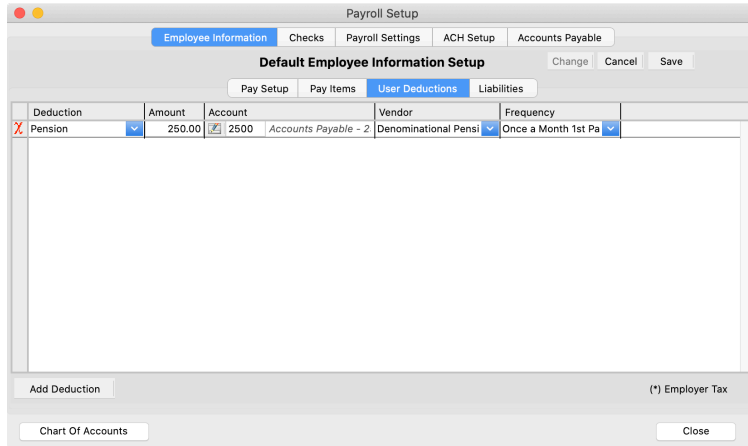 Payroll Setup
Employee Information Checks Payroll Settings ACH Setup Accounts Payable
Default Employee Information Setup Change Cancel Save
Pay Setup Pay Items User Deductions Liabilities
Deduction Amount Account Vendor Frequency
Pension 250.00 2500 Accounts Payable - 2 Denominational Pensi Once a Month 1st Pa
Add Deduction (*) Employer Tax
Chart Of Accounts Close